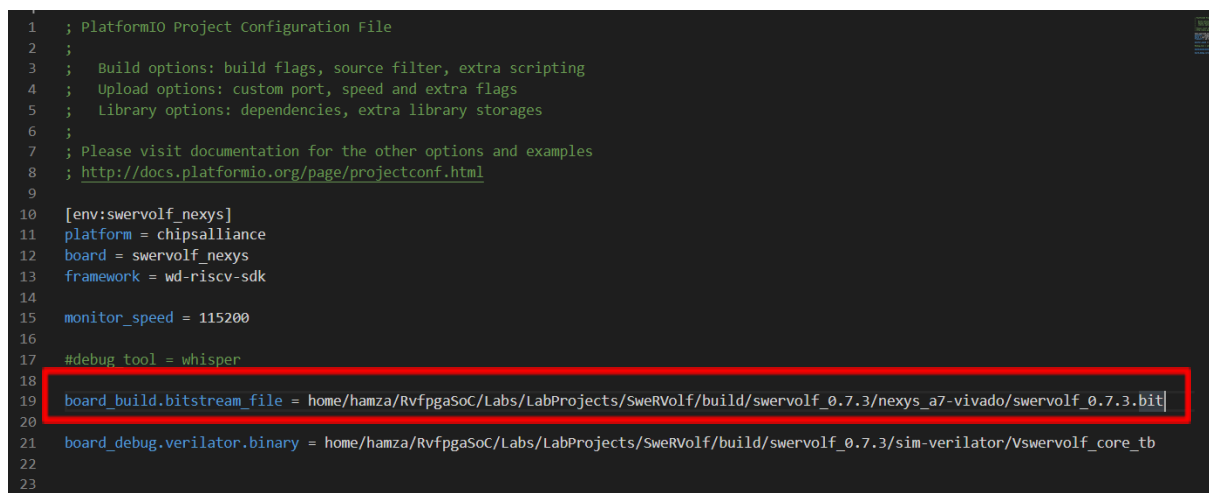 1 ; PlatformIO Project Configuration File
2 ;
3 ;   Build options: build flags, source filter, extra scripting
4 ;   Upload options: custom port, speed and extra flags
5 ;   Library options: dependencies, extra library storages
6 ;
7 ; Please visit documentation for the other options and examples
8 ; http://docs.platformio.org/page/projectconf.html
9
10 [env:swervolf_nexys]
11 platform = chipsalliance
12 board = swervolf_nexys
13 framework = wd-riscv-sdk
14
15 monitor_speed = 115200
16
17 #debug_tool = whisper
18
19 board_build.bitstream_file = home/hamza/RvfpgaSoC/Labs/LabProjects/SweRVolf/build/swervolf_0.7.3/nexys_a7-vivado/swervolf_0.7.3.bit
20
21 board_debug.verilator.binary = home/hamza/RvfpgaSoC/Labs/LabProjects/SweRVolf/build/swervolf_0.7.3/sim-verilator/Vswervolf_core_tb
22
23